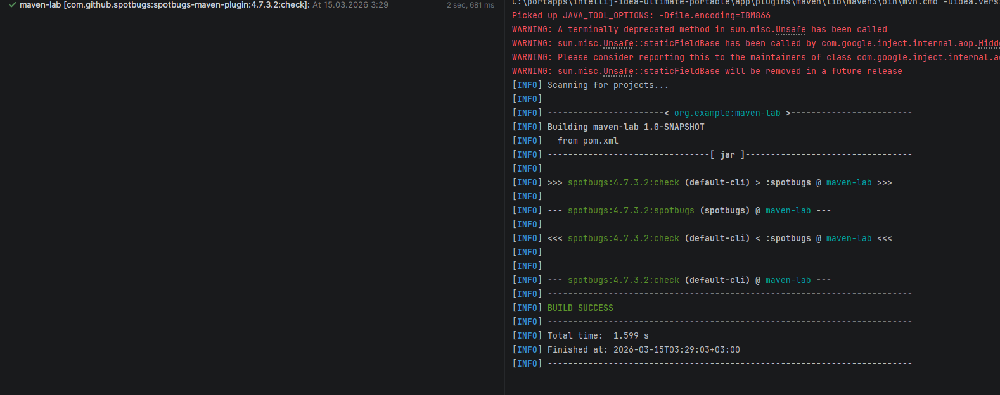 maven-lab [com.github.spotbugs:spotbugs-maven-plugin:4.7.3.2:check]: At 15.03.2026 3:29 2 sec, 681 ms
C:\portapps\intellij-idea-ultimate-portable\app\plugins\maven\lib\maven3\bin\mvn.cmd
Picked up JAVA_TOOL_OPTIONS: -Dfile.encoding=IBM866
WARNING: A terminally deprecated method in sun.misc.Unsafe has been called
WARNING: sun.misc.Unsafe::staticFieldBase has been called by com.google.inject.internal.aop.Hidd
WARNING: Please consider reporting this to the maintainers of class com.google.inject.internal.a
WARNING: sun.misc.Unsafe::staticFieldBase will be removed in a future release
[INFO] Scanning for projects...
[INFO]
[INFO] -----------------------< org.example:maven-lab >------------------------
[INFO] Building maven-lab 1.0-SNAPSHOT
[INFO]   from pom.xml
[INFO] --------------------------------[ jar ]---------------------------------
[INFO]
[INFO] >>> spotbugs:4.7.3.2:check (default-cli) > :spotbugs @ maven-lab >>>
[INFO]
[INFO] --- spotbugs:4.7.3.2:spotbugs (spotbugs) @ maven-lab ---
[INFO]
[INFO] <<< spotbugs:4.7.3.2:check (default-cli) < :spotbugs @ maven-lab <<<
[INFO]
[INFO]
[INFO] --- spotbugs:4.7.3.2:check (default-cli) @ maven-lab ---
[INFO] ------------------------------------------------------------------------
[INFO] BUILD SUCCESS
[INFO] ------------------------------------------------------------------------
[INFO] Total time:  1.599 s
[INFO] Finished at: 2026-03-15T03:29:03+03:00
[INFO] ------------------------------------------------------------------------